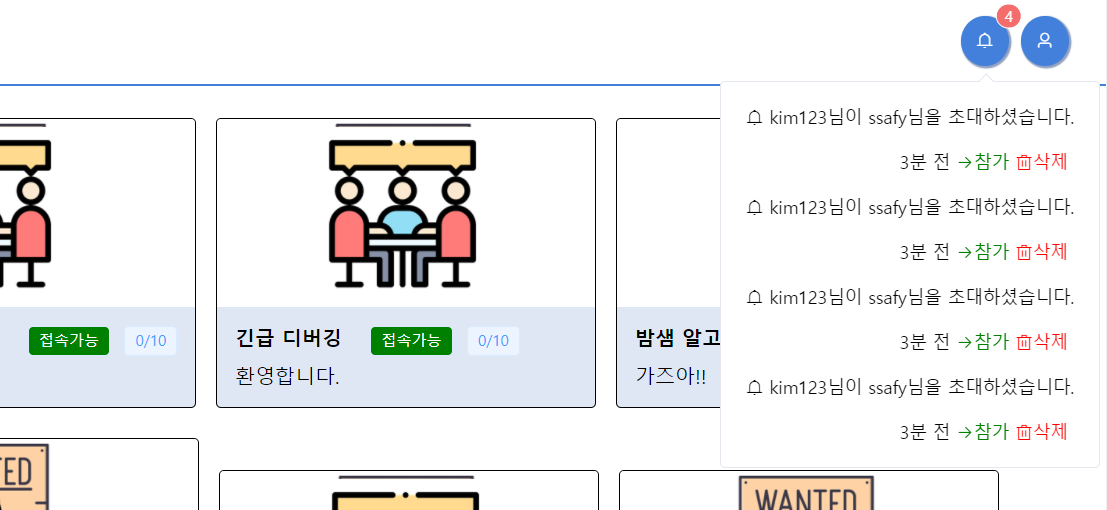 4
kim123님이 ssafy님을 초대하셨습니다.
3분 전 →참가 삭제
kim123님이 ssafy님을 초대하셨습니다.
3분 전 →참가 삭제
kim123님이 ssafy님을 초대하셨습니다.
3분 전 →참가 삭제
kim123님이 ssafy님을 초대하셨습니다.
3분 전 →참가 삭제
접속가능 0/10
긴급 디버깅 접속가능 0/10
환영합니다.
밤샘 알고
가즈아!!
WANTED